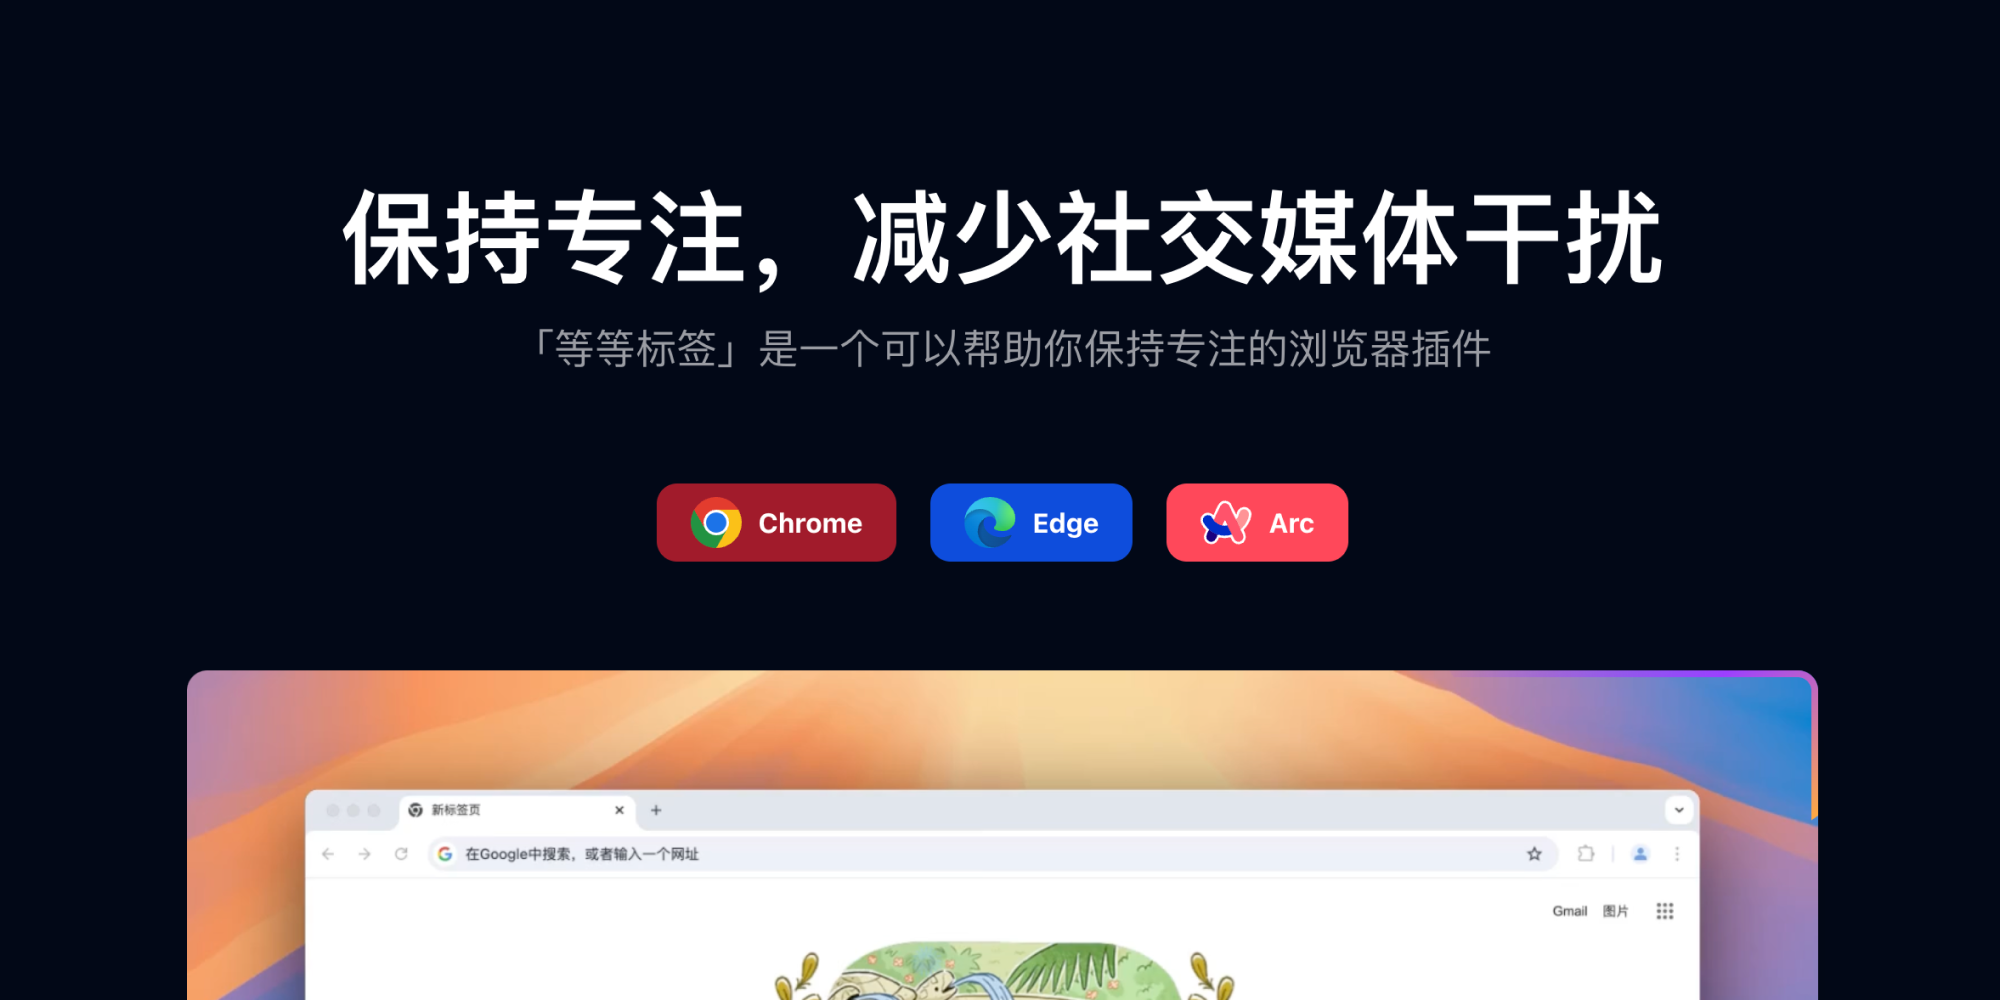 保持专注，减少社交媒体干扰
「等等标签」是一个可以帮助你保持专注的浏览器插件
Chrome
Edge
Arc
新标签页
在Google中搜索，或者输入一个网址
Gmail 图片